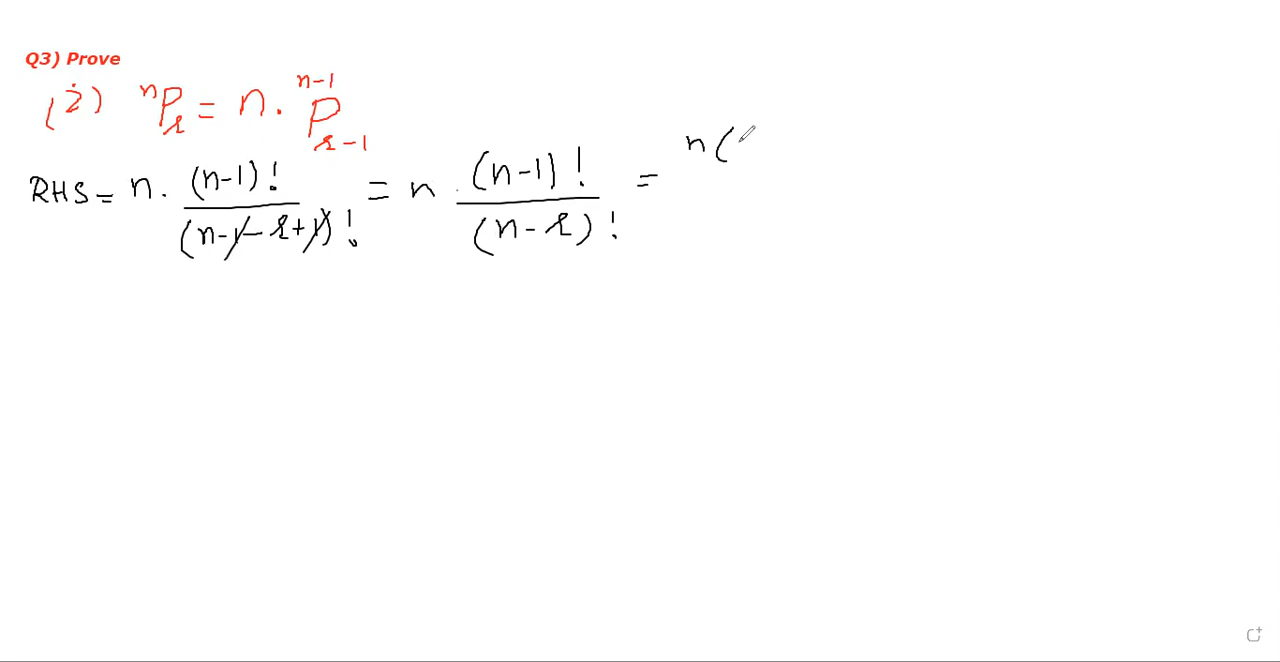 Q3) Prove
(i) ⁿPᵣ = n. ⁿ⁻¹Pᵣ₋₁
RHS = n. (n-1)! / (n-1-r+1)! = n. (n-1)! / (n-r)! = n(